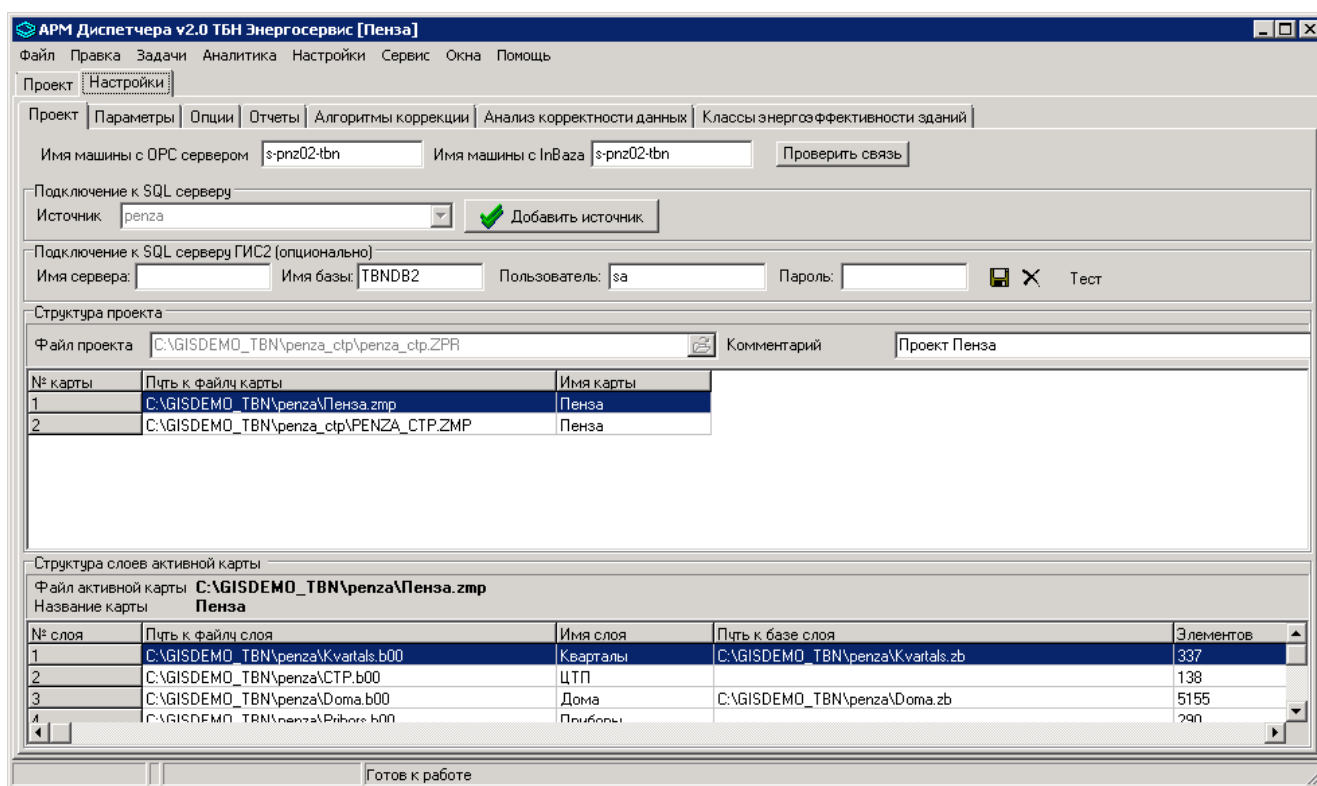 АРМ Диспетчера v2.0 ТБН Энергосервис [Пенза]
Файл Правка Задачи Аналитика Настройки Сервис Окна Помощь
Проект Настройки
Проект Параметры Опции Отчеты Алгоритмы коррекции Анализ корректности данных Классы энергоэффективности зданий
Имя машины с OPC сервером s-pnz02-tbn Имя машины с InBaza s-pnz02-tbn Проверить связь
Подключение к SQL серверу
Источник penza Добавить источник
Подключение к SQL серверу ГИС2 (опционально)
Имя сервера: Имя базы: TBNDB2 Пользователь: sa Пароль: Тест
Структура проекта
Файл проекта C:\GISDEMO_TBN\penza_ctp\penza_ctp.ZPR Комментарий Проект Пенза
№ карты Путь к файлу карты Имя карты
1 C:\GISDEMO_TBN\penza\Пенза.zmp Пенза
2 C:\GISDEMO_TBN\penza_ctp\PENZA_CTP.ZMP Пенза
Структура слоев активной карты
Файл активной карты C:\GISDEMO_TBN\penza\Пенза.zmp
Название карты Пенза
№ слоя Путь к файлу слоя Имя слоя Путь к базе слоя Элементов
1 C:\GISDEMO_TBN\penza\Kvartals.b00 Кварталы C:\GISDEMO_TBN\penza\Kvartals.zb 337
2 C:\GISDEMO_TBN\penza\CTP.b00 ЦТП 138
3 C:\GISDEMO_TBN\penza\Doma.b00 Дома C:\GISDEMO_TBN\penza\Doma.zb 5155
4 C:\GISDEMO_TBN\penza\Pribors.b00 Приборы 290
Готов к работе